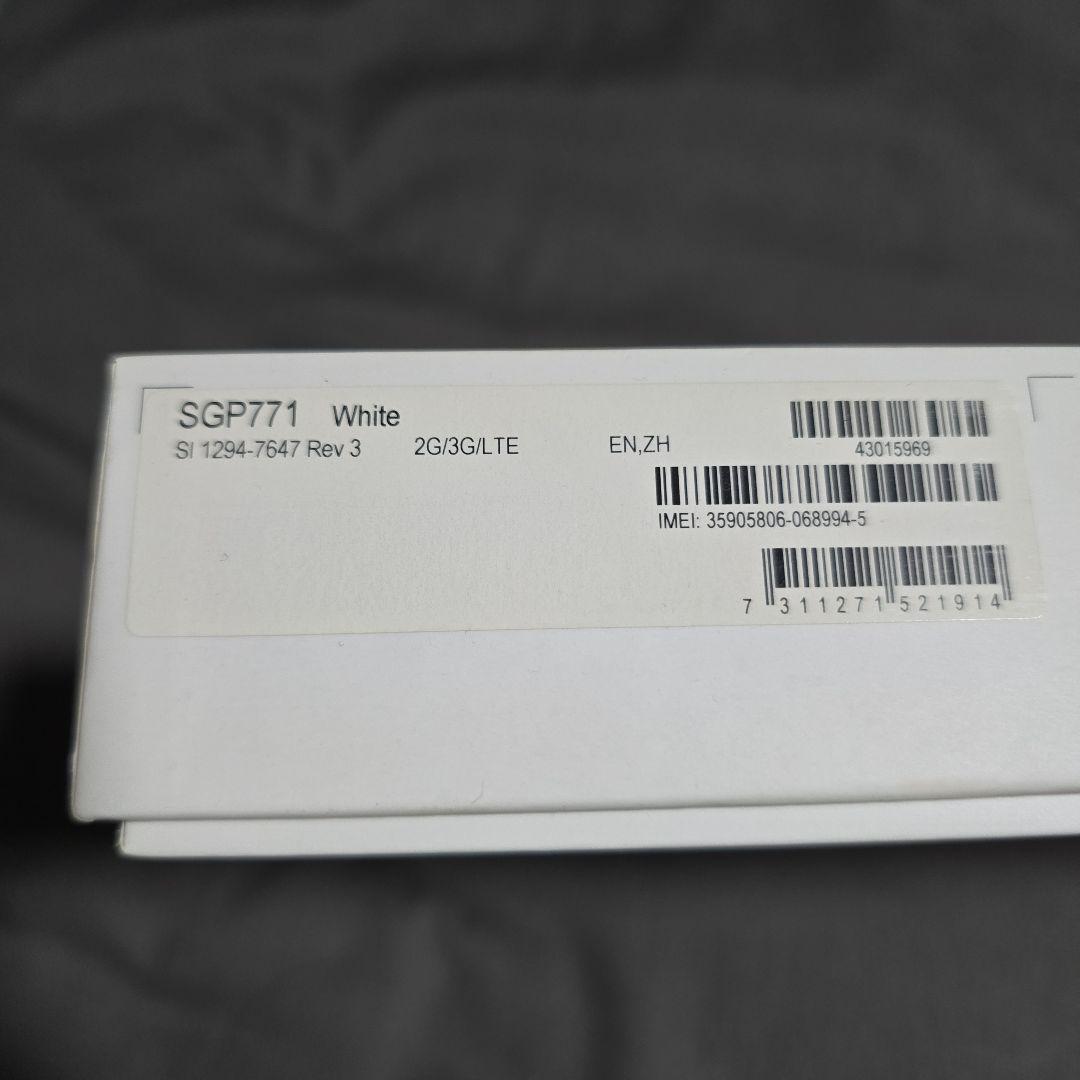 SGP771 White
SI 1294-7647 Rev 3 2G/3G/LTE EN,ZH
43015969
IMEI: 35905806-068994-5
7 311271 521914